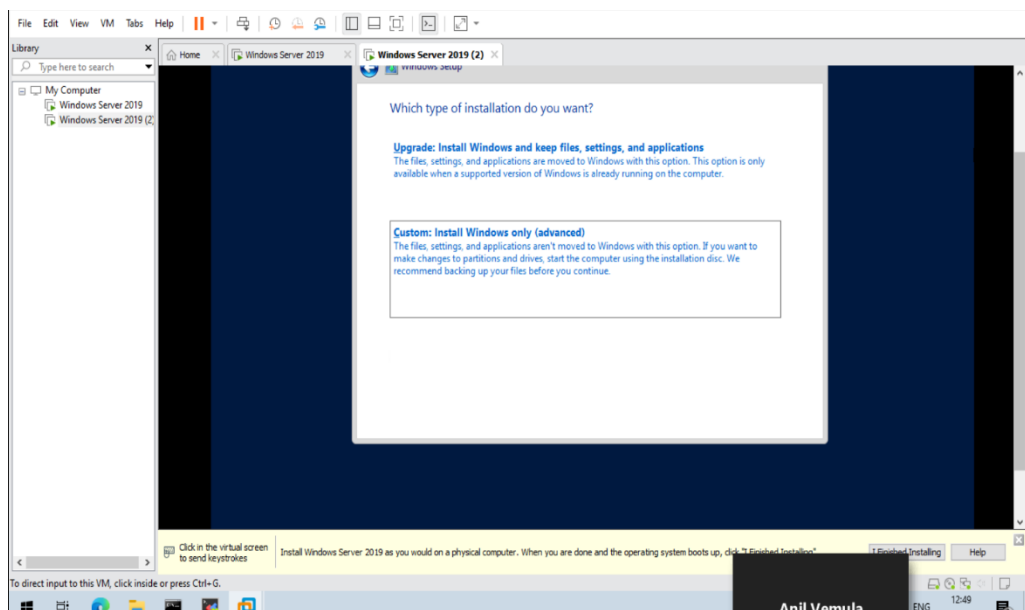 File Edit View VM Tabs Help
Library
Type here to search
My Computer
Windows Server 2019
Windows Server 2019 (2)
Home
Windows Server 2019
Windows Server 2019 (2)
Windows Setup
Which type of installation do you want?
Upgrade: Install Windows and keep files, settings, and applications
The files, settings, and applications are moved to Windows with this option. This option is only
available when a supported version of Windows is already running on the computer.
Custom: Install Windows only (advanced)
The files, settings, and applications aren't moved to Windows with this option. If you want to
make changes to partitions and drives, start the computer using the installation disc. We
recommend backing up your files before you continue.
Click in the virtual screen
to send keystrokes
Install Windows Server 2019 as you would on a physical computer. When you are done and the operating system boots up, click "I Finished Installing"
I Finished Installing
Help
To direct input to this VM, click inside or press Ctrl+G.
Anil Vemula
ENG
12:49